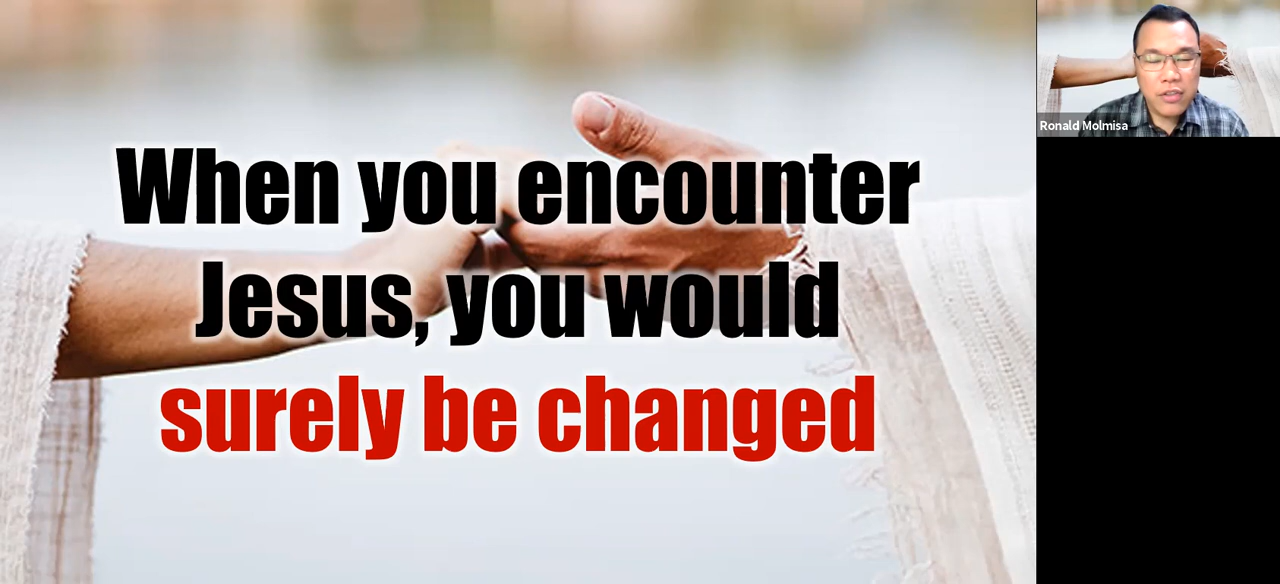 When you encounter
Jesus, you would
surely be changed
Ronald Molmisa